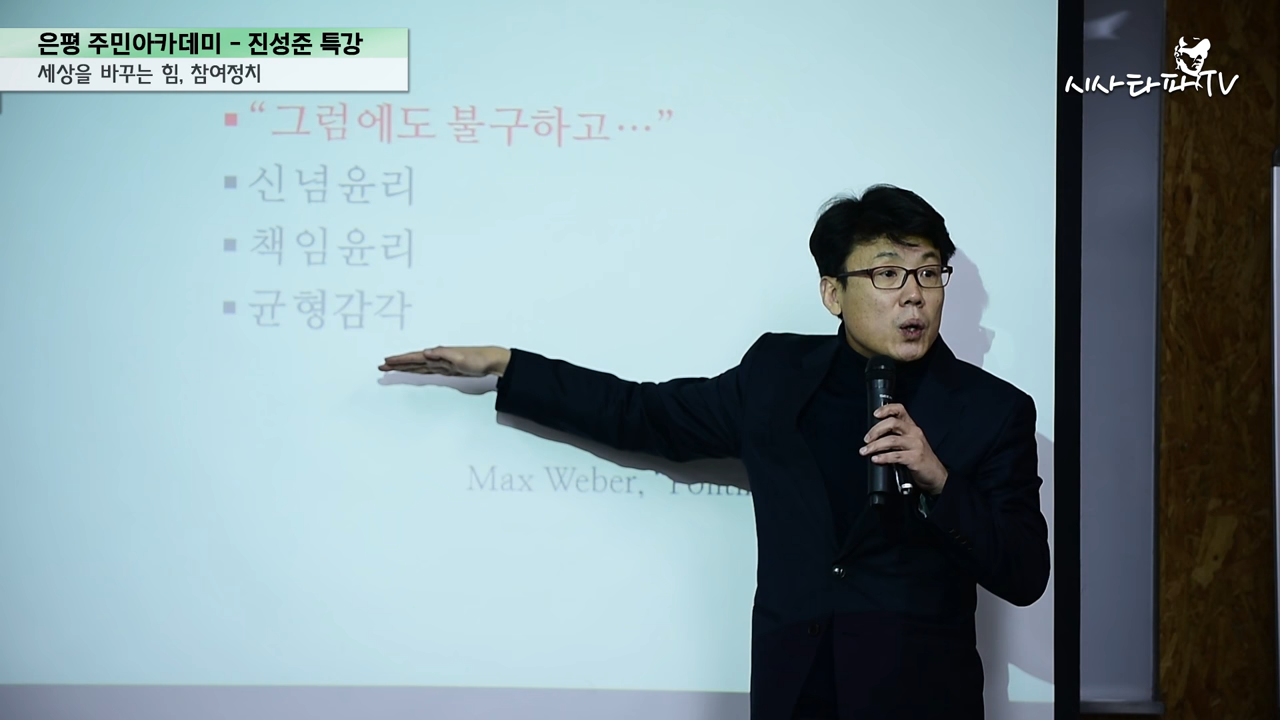 은평 주민아카데미 - 진성준 특강
세상을 바꾸는 힘, 참여정치
시사타파TV
▪ “그럼에도 불구하고…”
▪ 신념윤리
▪ 책임윤리
▪ 균형감각
Max Weber,